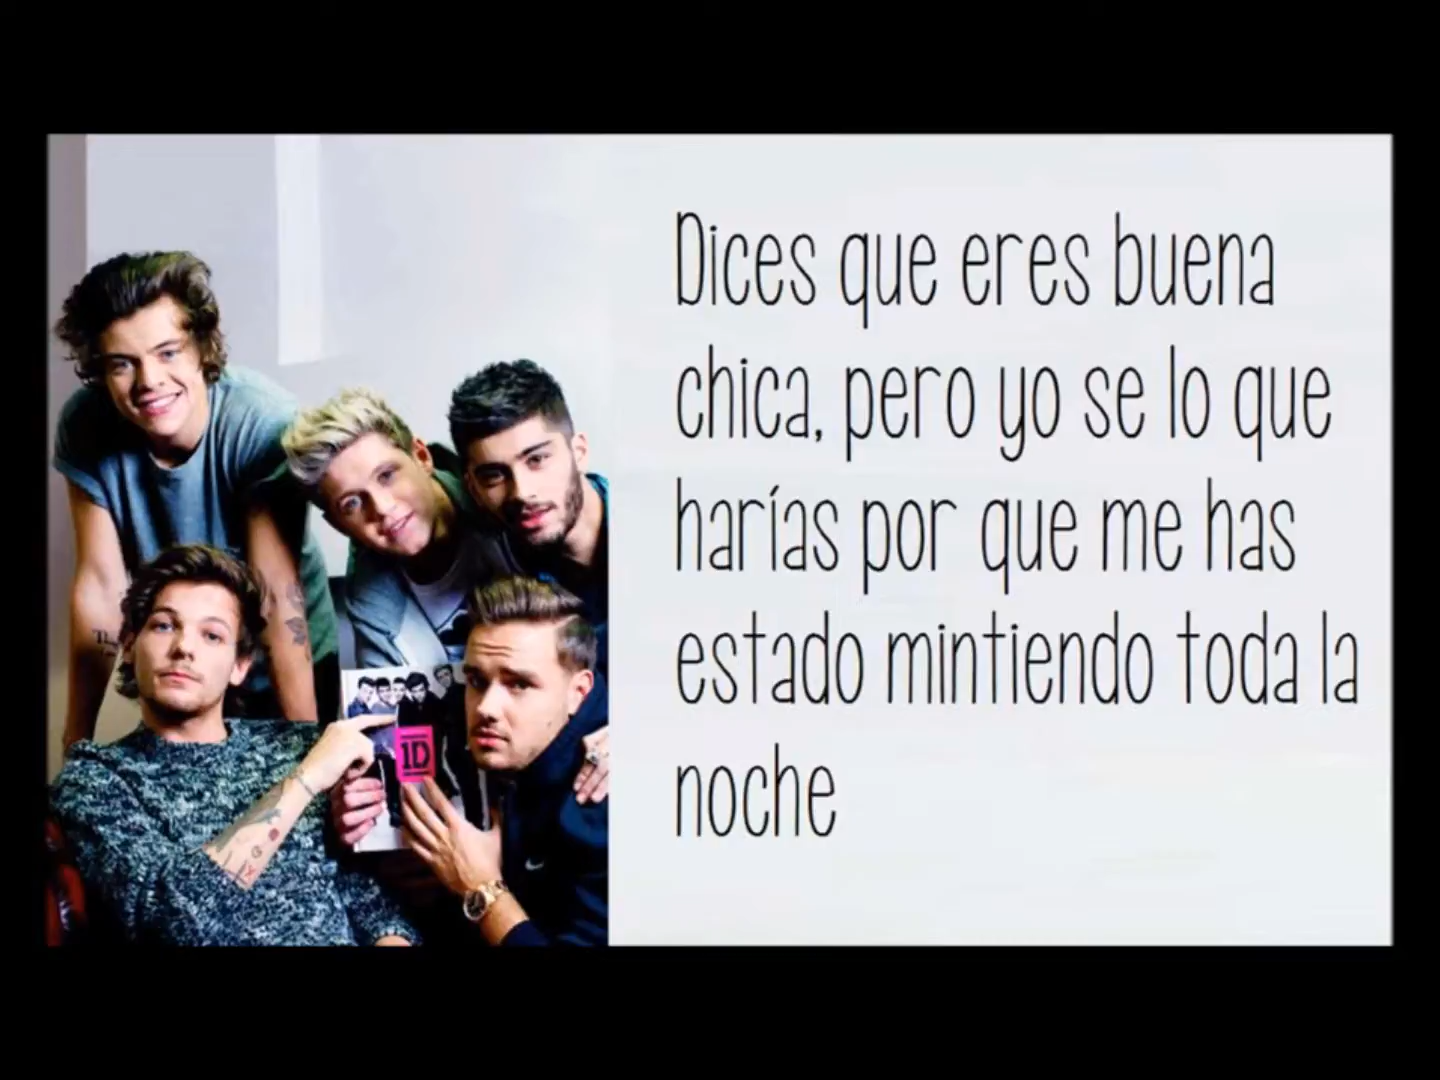 Dices que eres buena
chica, pero yo se lo que
harías por que me has
estado mintiendo toda la
noche
1D